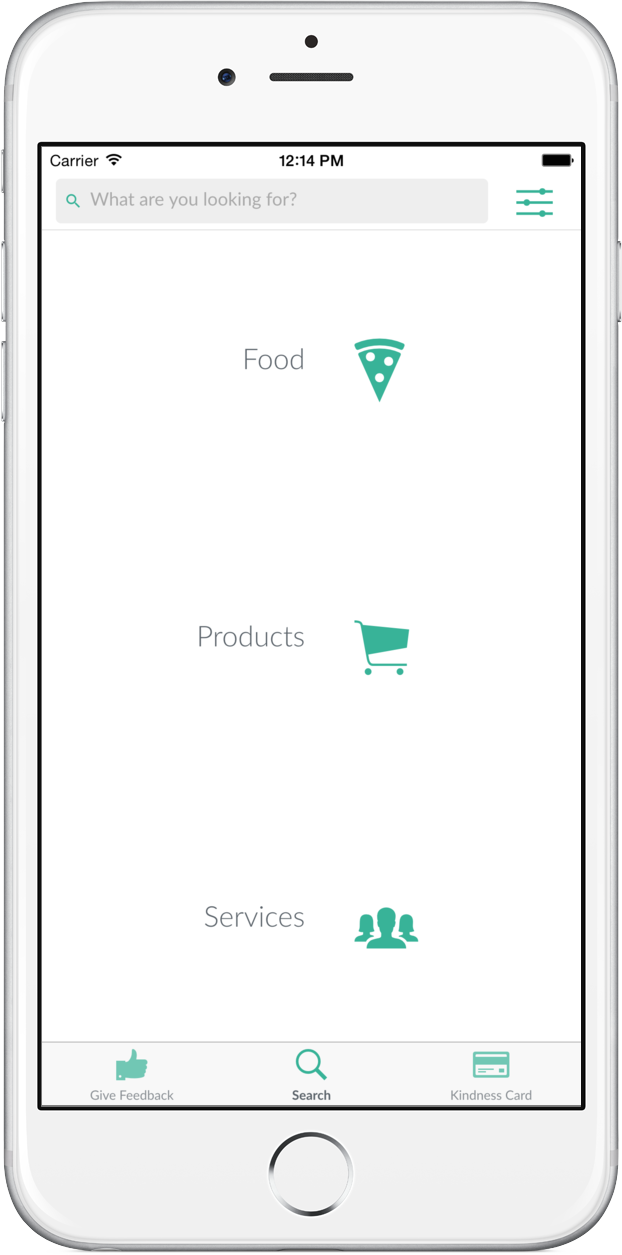 Carrier 12:14 PM
What are you looking for?
Food
Products
Services
Give Feedback Search Kindness Card